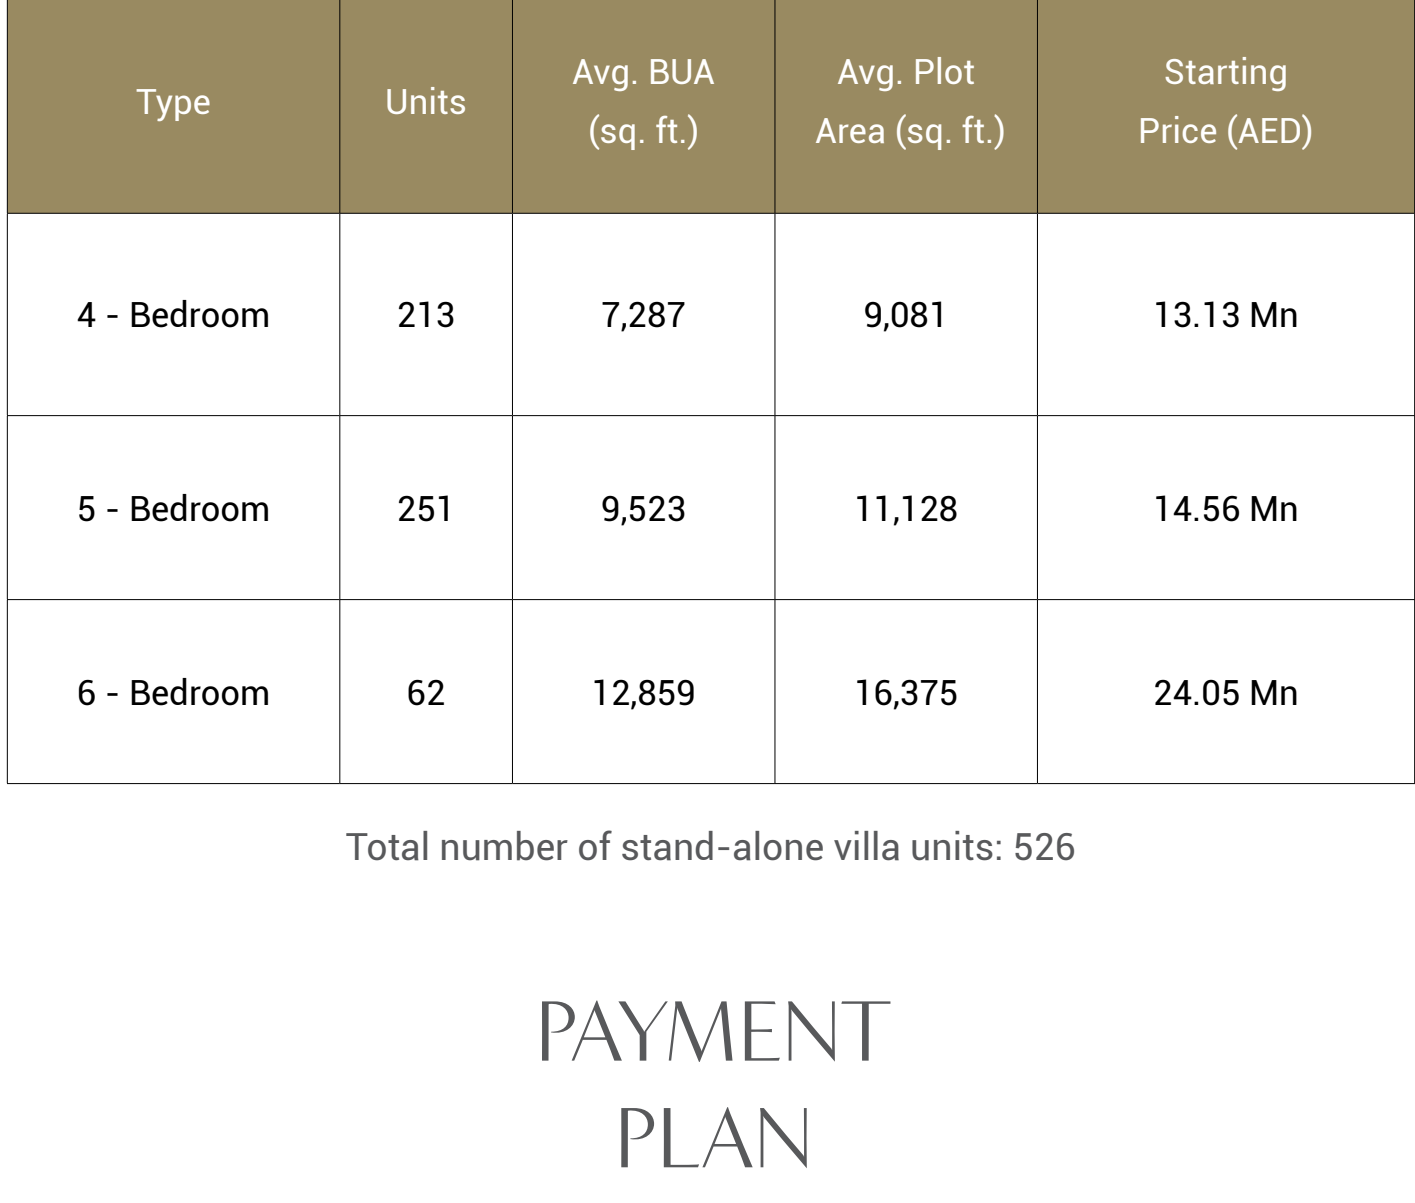 Type Units Avg. BUA (sq. ft.) Avg. Plot Area (sq. ft.) Starting Price (AED)
4 - Bedroom 213 7,287 9,081 13.13 Mn
5 - Bedroom 251 9,523 11,128 14.56 Mn
6 - Bedroom 62 12,859 16,375 24.05 Mn
Total number of stand-alone villa units: 526
PAYMENT
PLAN